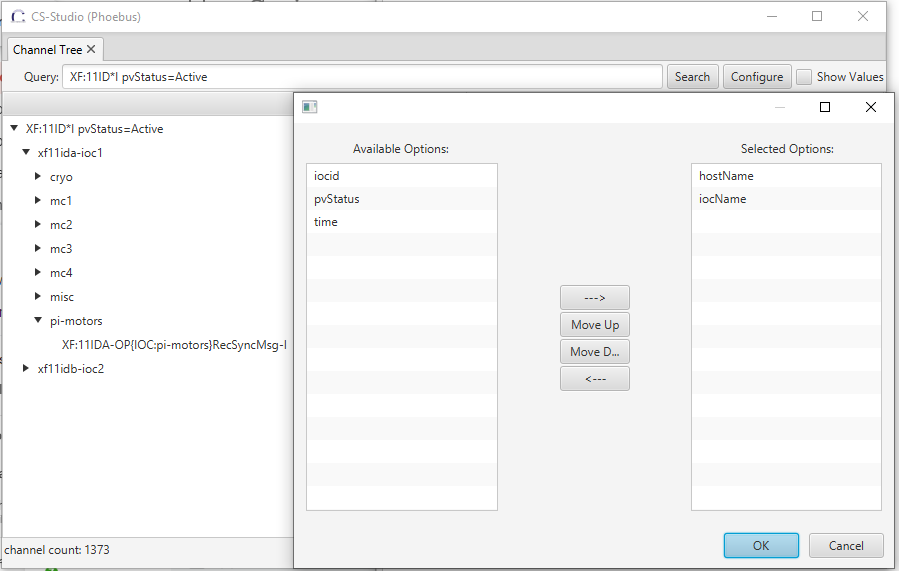 CS-Studio (Phoebus)
Channel Tree
Query: XF:11ID*I pvStatus=Active Search Configure Show Values
XF:11ID*I pvStatus=Active
xf11ida-ioc1
cryo
mc1
mc2
mc3
mc4
misc
pi-motors
XF:11IDA-OP{IOC:pi-motors}RecSyncMsg-I
xf11idb-ioc2
channel count: 1373
Available Options:
iocid
pvStatus
time
--->
Move Up
Move D...
<---
Selected Options:
hostName
iocName
OK Cancel